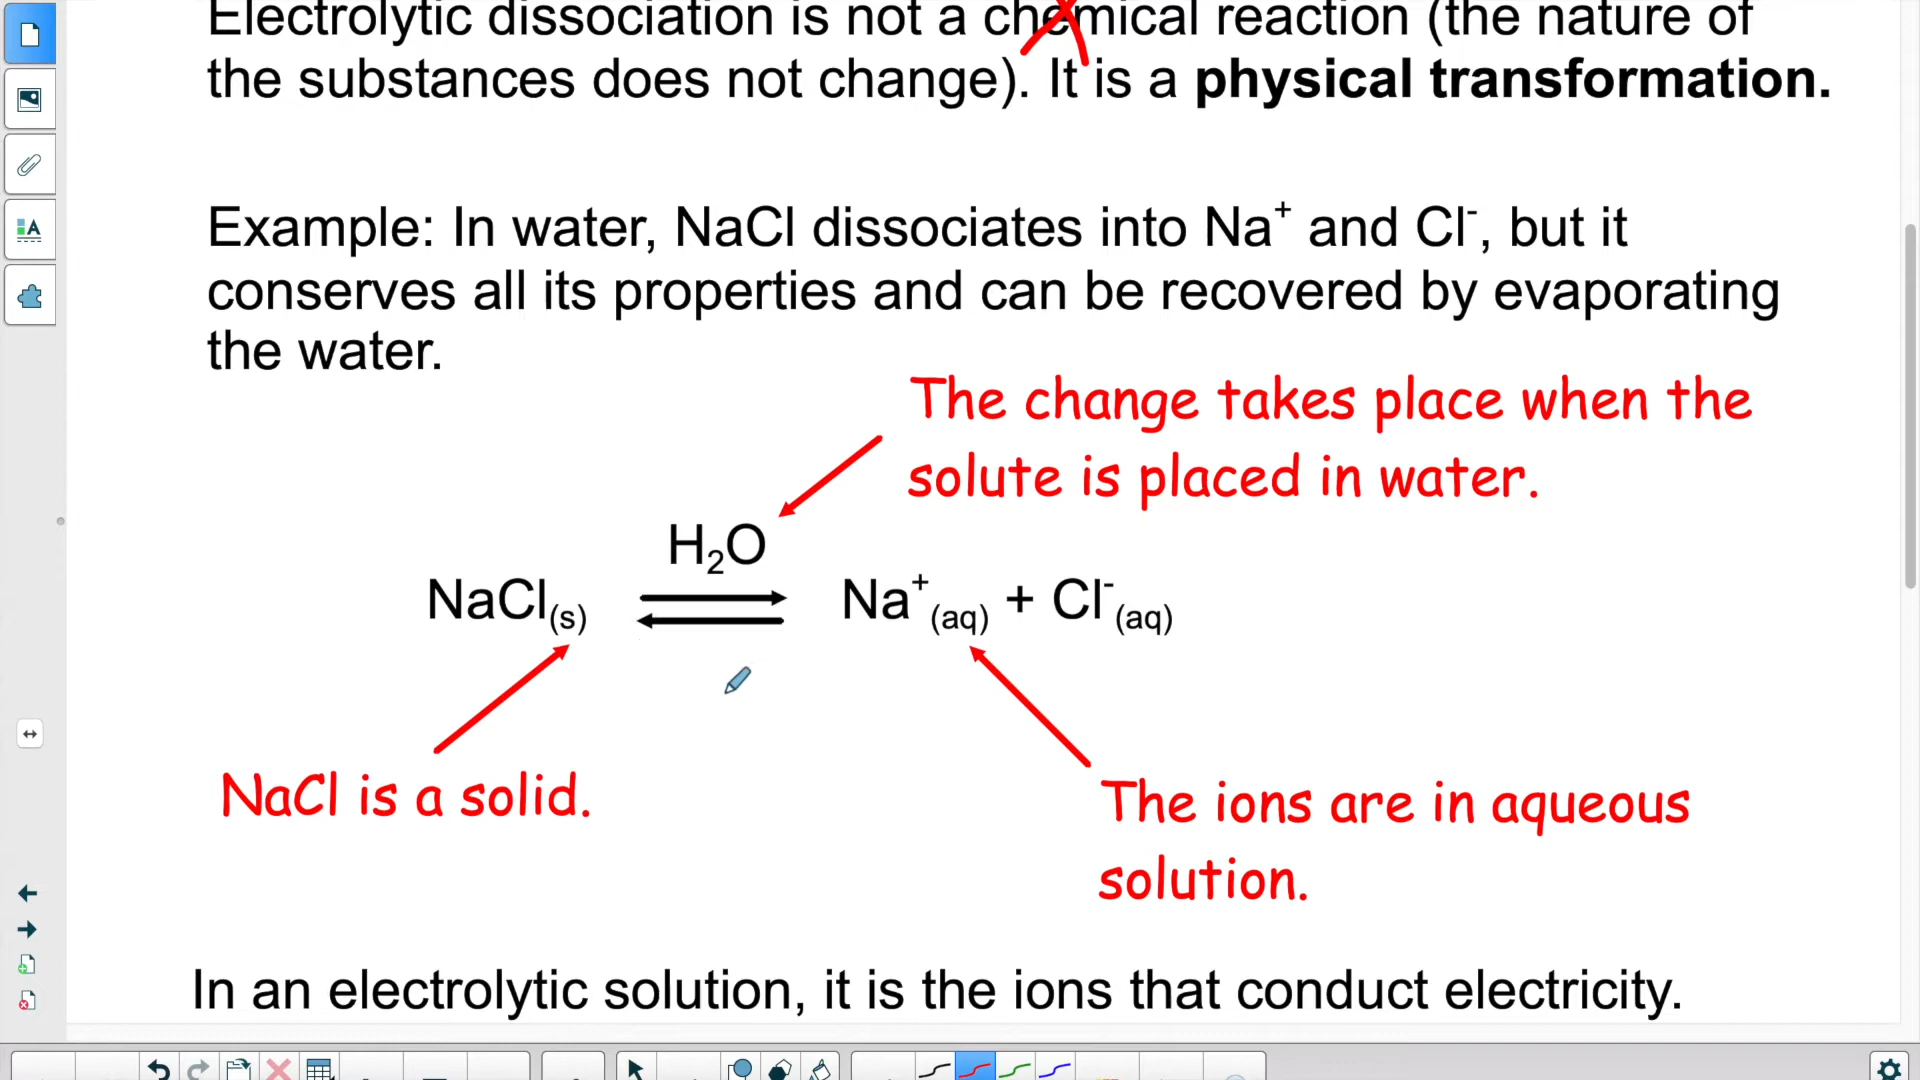 Electrolytic dissociation is not a chemical reaction (the nature of
the substances does not change). It is a physical transformation.
Example: In water, NaCl dissociates into Na⁺ and Cl⁻, but it
conserves all its properties and can be recovered by evaporating
the water.
The change takes place when the
solute is placed in water.
H₂O
NaCl(s) ⇌ Na⁺(aq) + Cl⁻(aq)
NaCl is a solid.
The ions are in aqueous
solution.
In an electrolytic solution, it is the ions that conduct electricity.